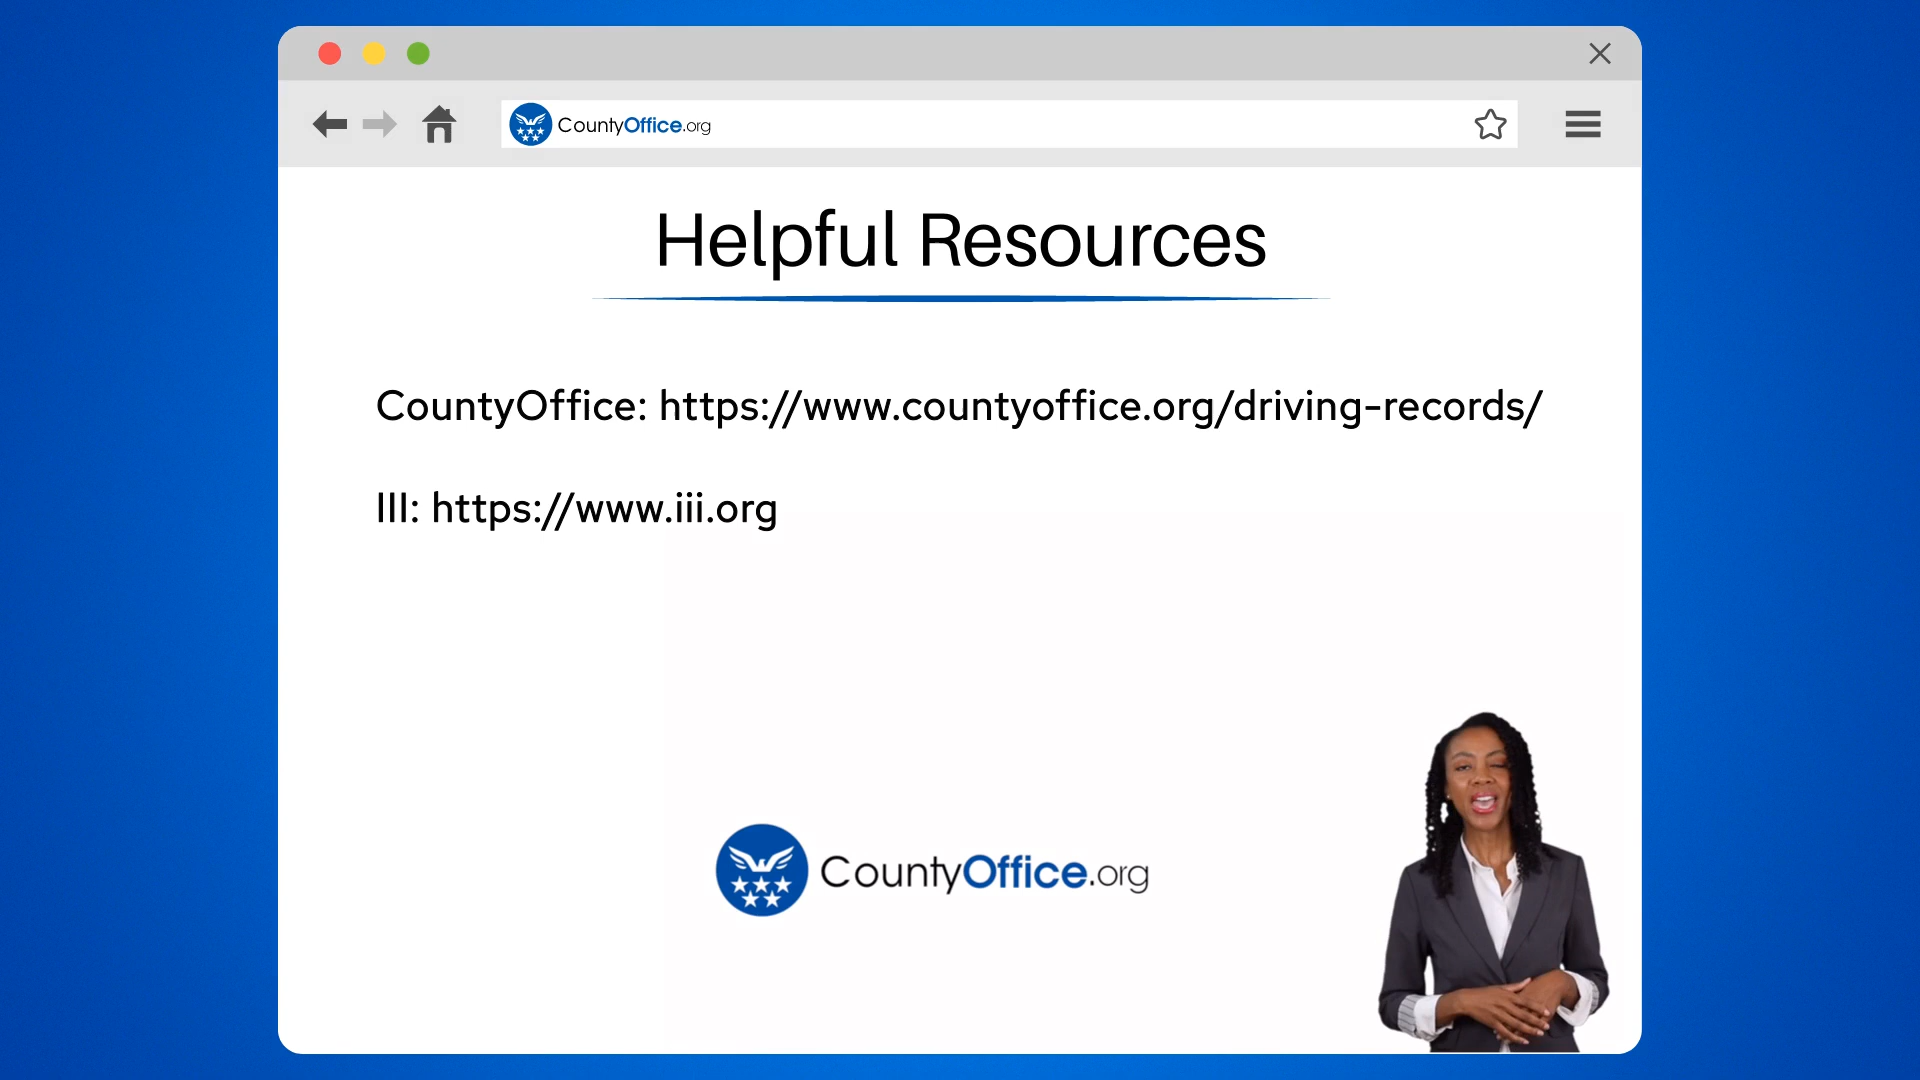 CountyOffice.org
Helpful Resources
CountyOffice: https://www.countyoffice.org/driving-records/
III: https://www.iii.org
CountyOffice.org